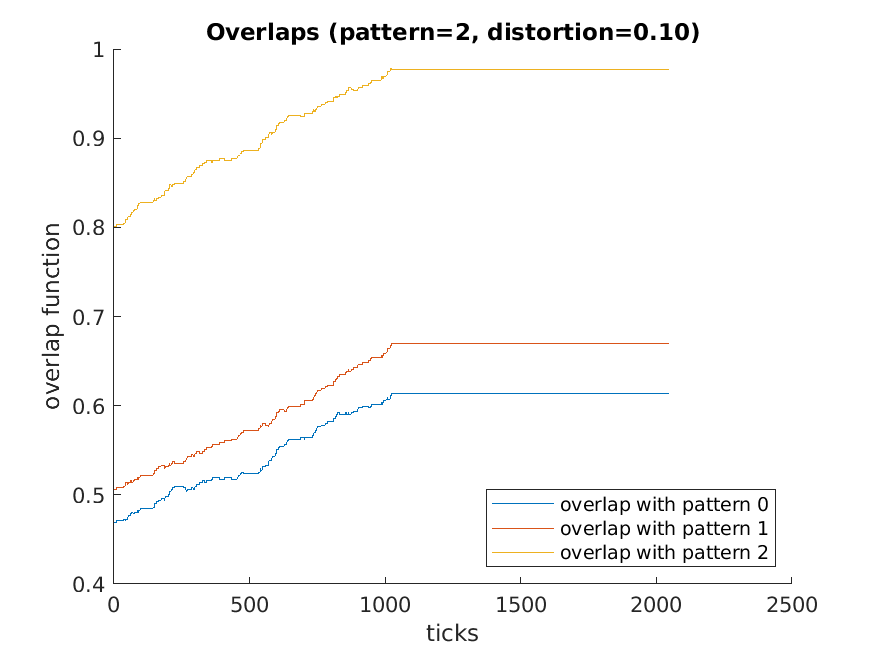 Overlaps (pattern=2, distortion=0.10)
1
0.9
0.8
0.7
0.6
0.5
0.4
overlap function
overlap with pattern 0
overlap with pattern 1
overlap with pattern 2
0 500 1000 1500 2000 2500
ticks